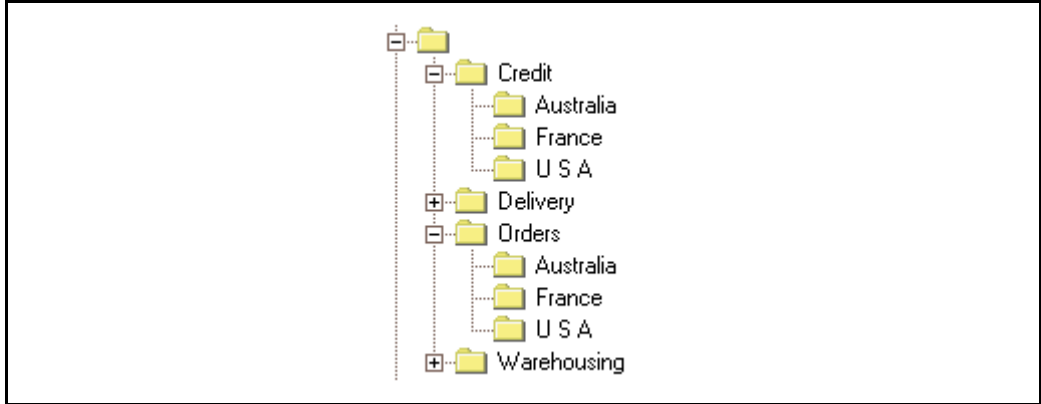 Credit
Australia
France
U S A
Delivery
Orders
Australia
France
U S A
Warehousing